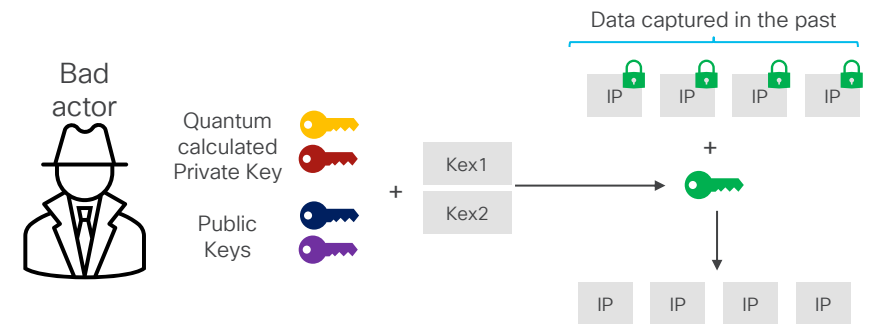 Data captured in the past
Bad
actor
IP IP IP IP
Quantum
calculated
Private Key
Public
Keys
+
Kex1
Kex2
+
IP IP IP IP